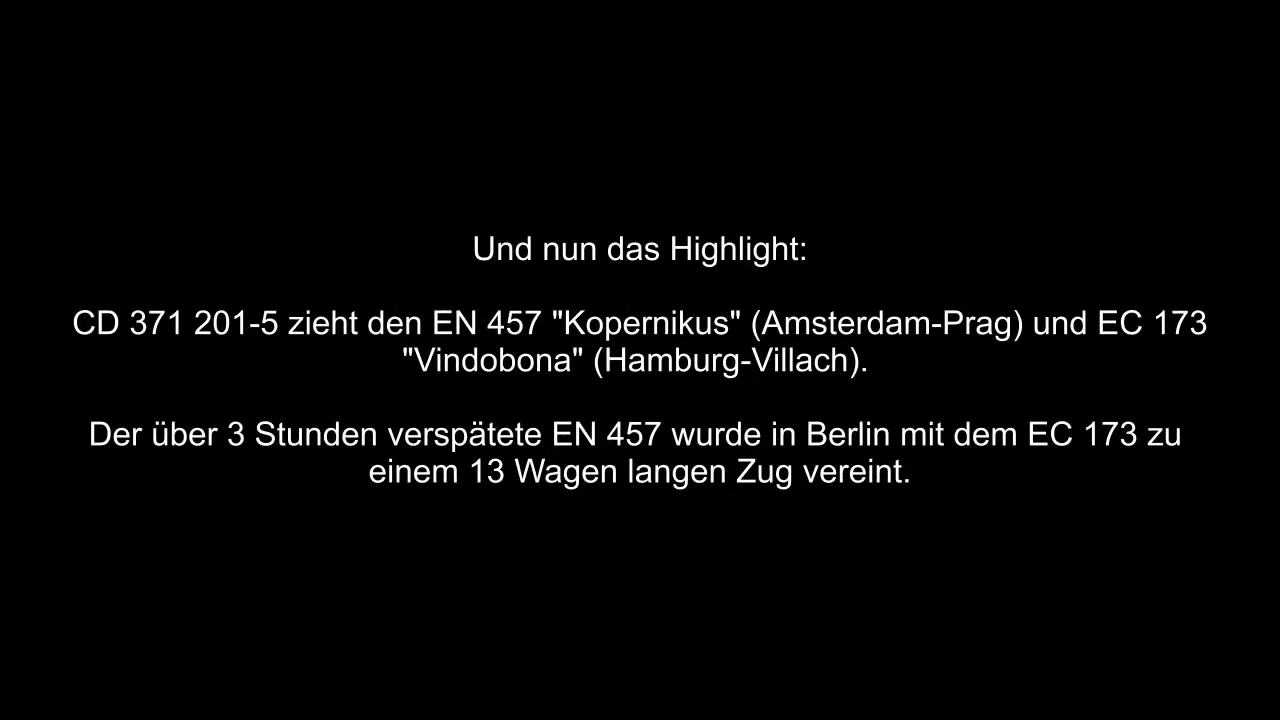 Und nun das Highlight:
CD 371 201-5 zieht den EN 457 "Kopernikus" (Amsterdam-Prag) und EC 173
"Vindobona" (Hamburg-Villach).
Der über 3 Stunden verspätete EN 457 wurde in Berlin mit dem EC 173 zu
einem 13 Wagen langen Zug vereint.